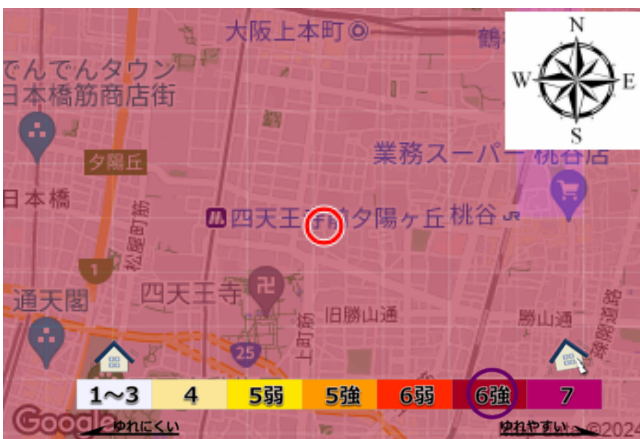 大阪上本町
鶴
N
W E
S
でんでんタウン
日本橋筋商店街
業務スーパー 桃谷店
夕陽丘
日本橋
四天王寺前夕陽ヶ丘
桃谷 JR
松屋町筋
1
四天王寺
通天閣
旧勝山通
勝山通
上町筋
25
1～3 4 5弱 5強 6弱 6強 7
Google
ゆれにくい
ゆれやすい
©2024